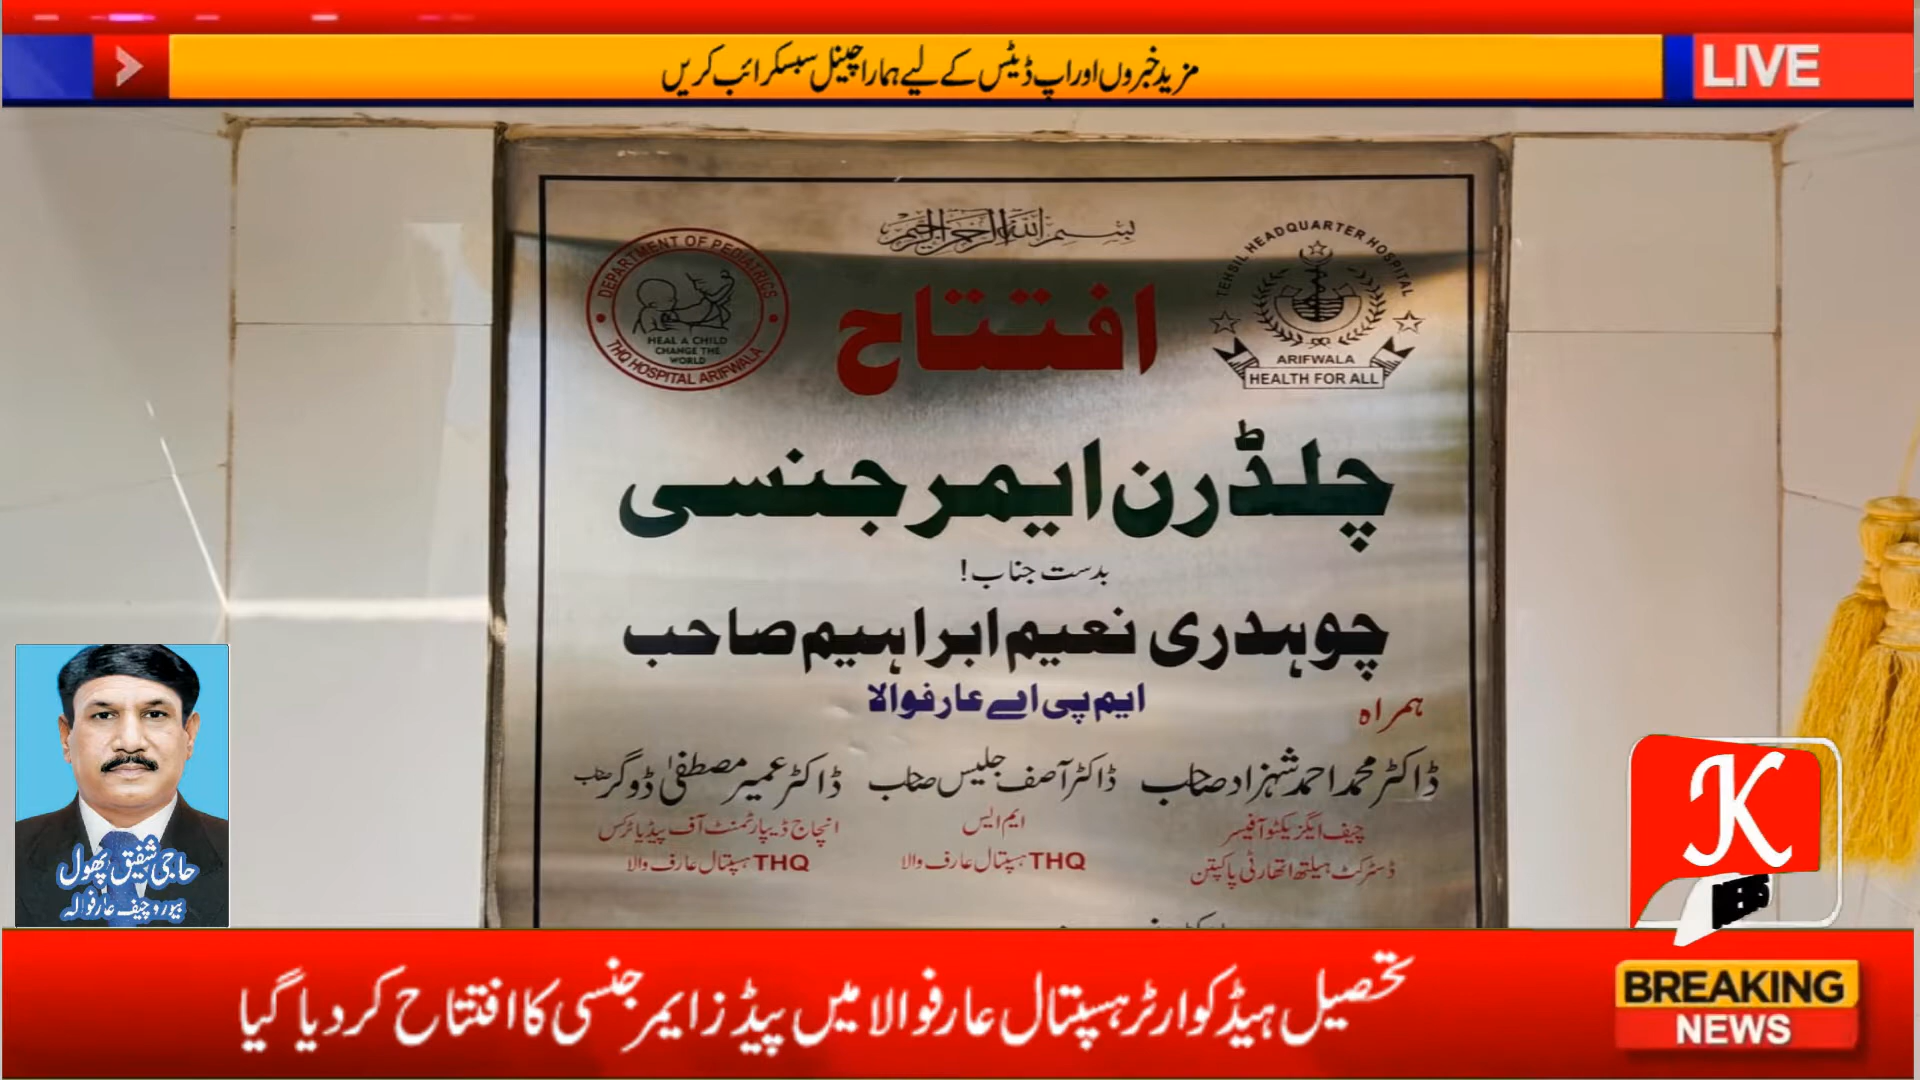 مزید خبروں اور اپ ڈیٹس کے لیے ہمارا چینل سبسکرائب کریں
LIVE
بسم اللہ الرحمن الرحیم
DEPARTMENT OF PEDIATRICS
HEAL A CHILD
CHANGE THE
WORLD
THQ HOSPITAL ARIFWALA
افتتاح
TEHSIL HEADQUARTER HOSPITAL
ARIFWALA
HEALTH FOR ALL
چلڈرن ایمرجنسی
بدست جناب!
چوہدری نعیم ابراہیم صاحب
ایم پی اے عارفوالا
ہمراہ
ڈاکٹر محمد احمد شہزاد صاحب
چیف ایگزیکٹو آفیسر
ڈسٹرکٹ ہیلتھ اتھارٹی پاکپتن
ڈاکٹر آصف جلیس صاحب
ایم ایس
THQ ہسپتال عارف والا
ڈاکٹر عمیر مصطفیٰ ڈوگر صاحب
انچاج ڈیپارٹمنٹ آف پیڈیاٹرکس
THQ ہسپتال عارف والا
حاجی شفیق پھول
بیورو چیف عارفوالہ
K
NEWS
تحصیل ہیڈ کوارٹر ہسپتال عارفوالا میں پیڈز ایمرجنسی کا افتتاح کر دیا گیا
BREAKING
NEWS